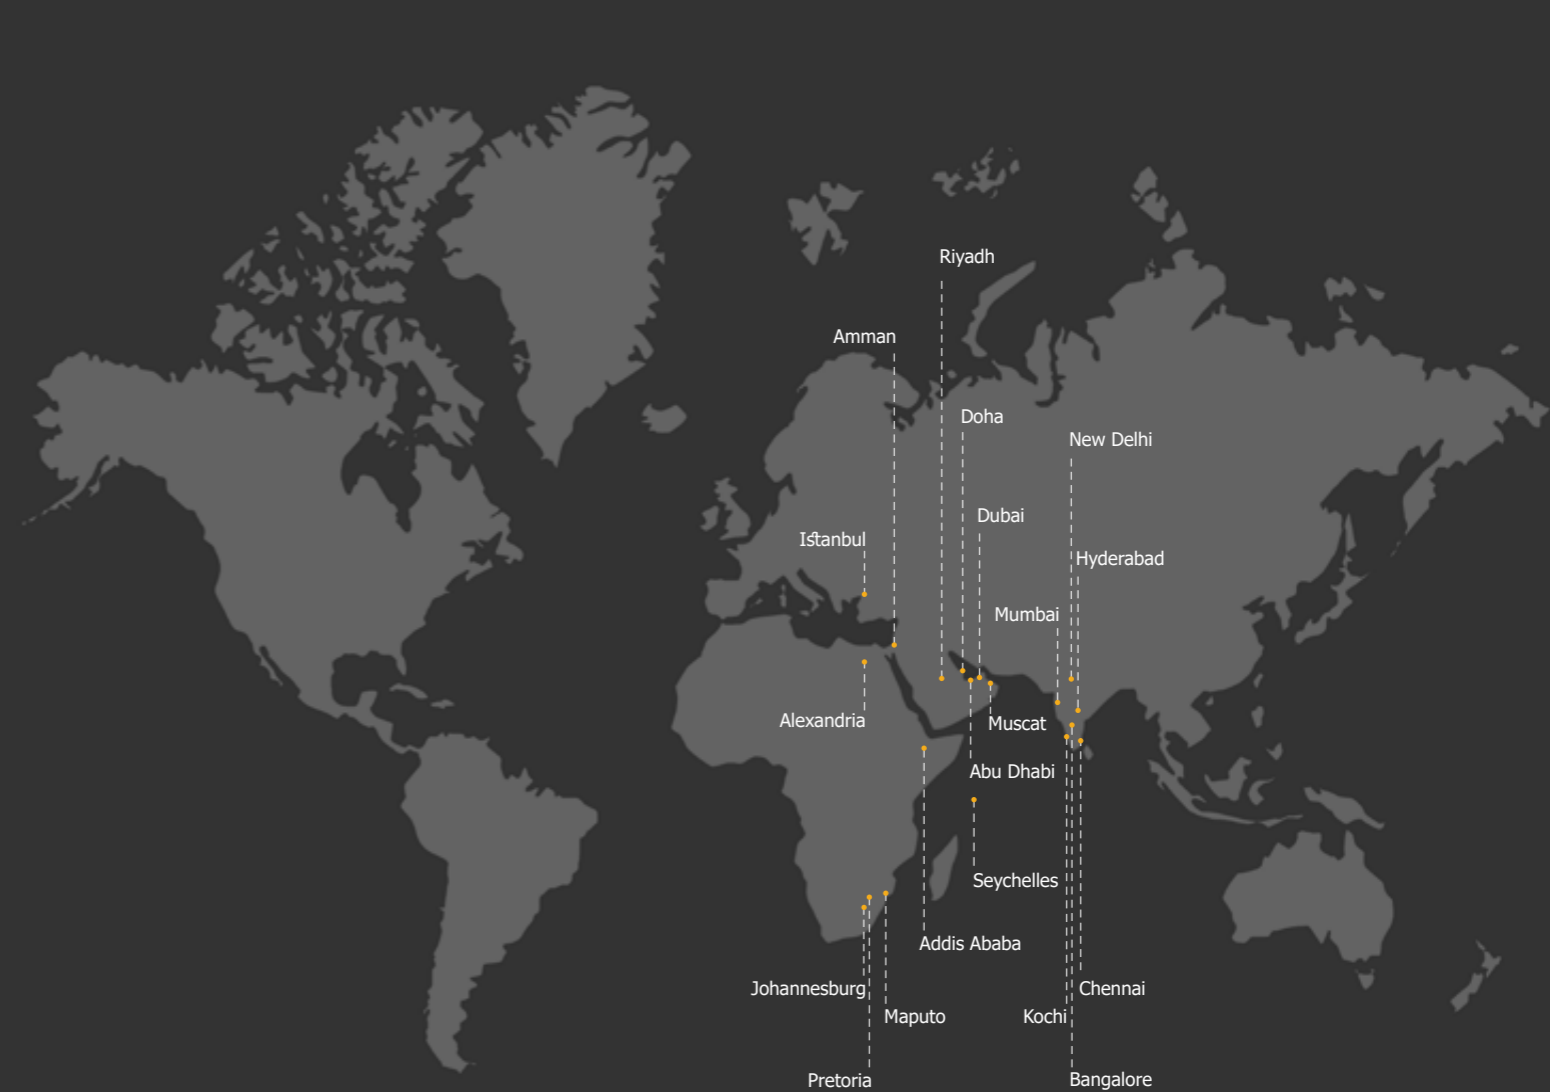 Riyadh
Amman
Doha
New Delhi
Dubai
Istanbul
Hyderabad
Mumbai
Alexandria
Muscat
Abu Dhabi
Seychelles
Addis Ababa
Johannesburg
Chennai
Maputo
Kochi
Pretoria
Bangalore